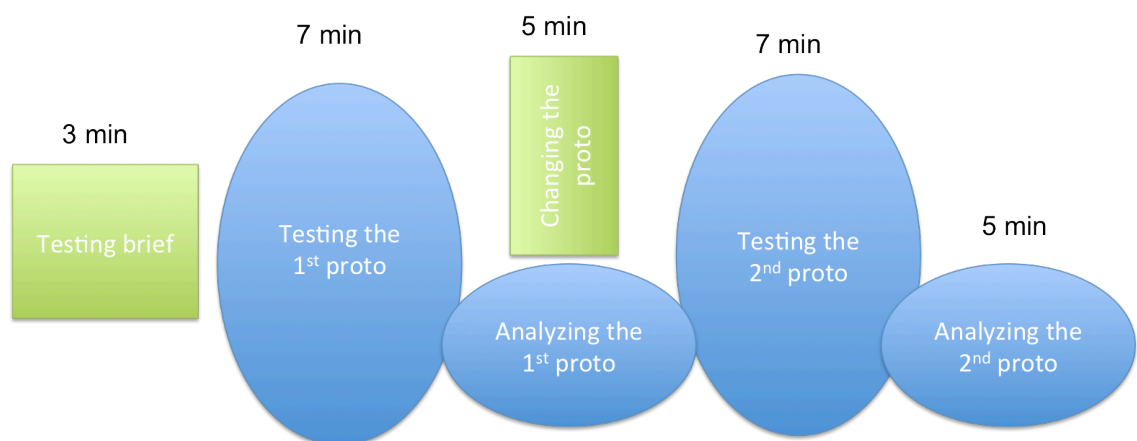 3 min
Testing brief
7 min
Testing the
1st proto
5 min
Changing the
proto
Analyzing the
1st proto
7 min
Testing the
2nd proto
5 min
Analyzing the
2nd proto